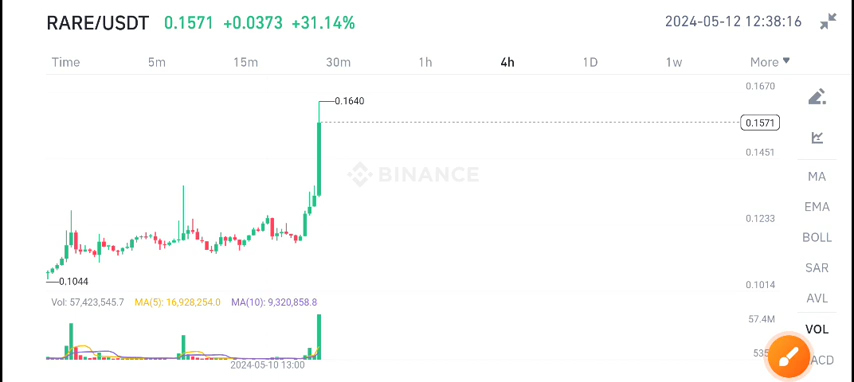 RARE/USDT 0.1571 +0.0373 +31.14% 2024-05-12 12:38:16
Time 5m 15m 30m 1h 4h 1D 1w More
0.1670
0.1640
0.1571
0.1451
BINANCE
MA
EMA
0.1233
BOLL
SAR
0.1044
0.1014
AVL
Vol: 57,423,545.7 MA(5): 16,928,254.0 MA(10): 9,320,858.8
57.4M
VOL
535
ACD
2024-05-10 13:00